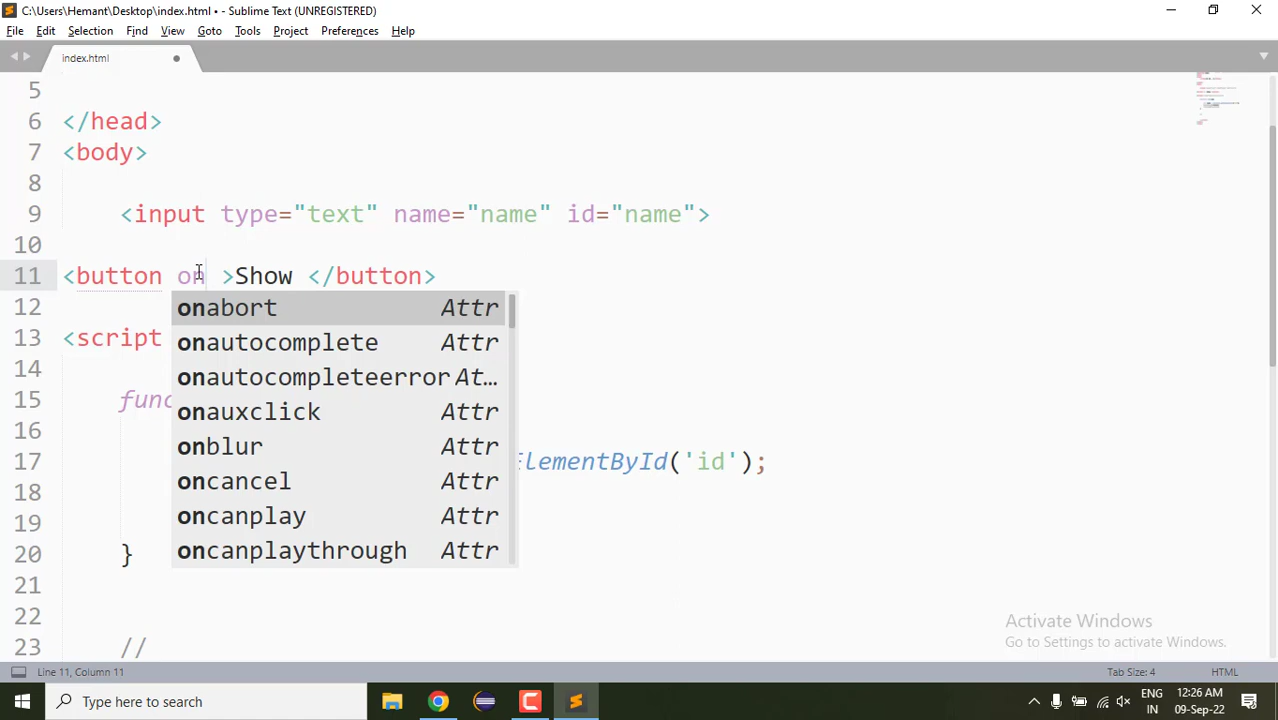 C:\Users\Hemant\Desktop\index.html • - Sublime Text (UNREGISTERED)
File Edit Selection Find View Goto Tools Project Preferences Help
index.html
5
6 </head>
7 <body>
8
9 <input type="text" name="name" id="name">
10
11 <button on >Show </button>
12 onabort Attr
onautocomplete Attr
13 <script
14 onautocompleteerror At…
15 func onauxclick Attr
16 onblur Attr
17 ElementById('id');
18 oncancel Attr
19 oncanplay Attr
20 } oncanplaythrough Attr
21
22
23 //
Activate Windows
Go to Settings to activate Windows.
Line 11, Column 11 Tab Size: 4 HTML
Type here to search
ENG 12:26 AM
IN 09-Sep-22